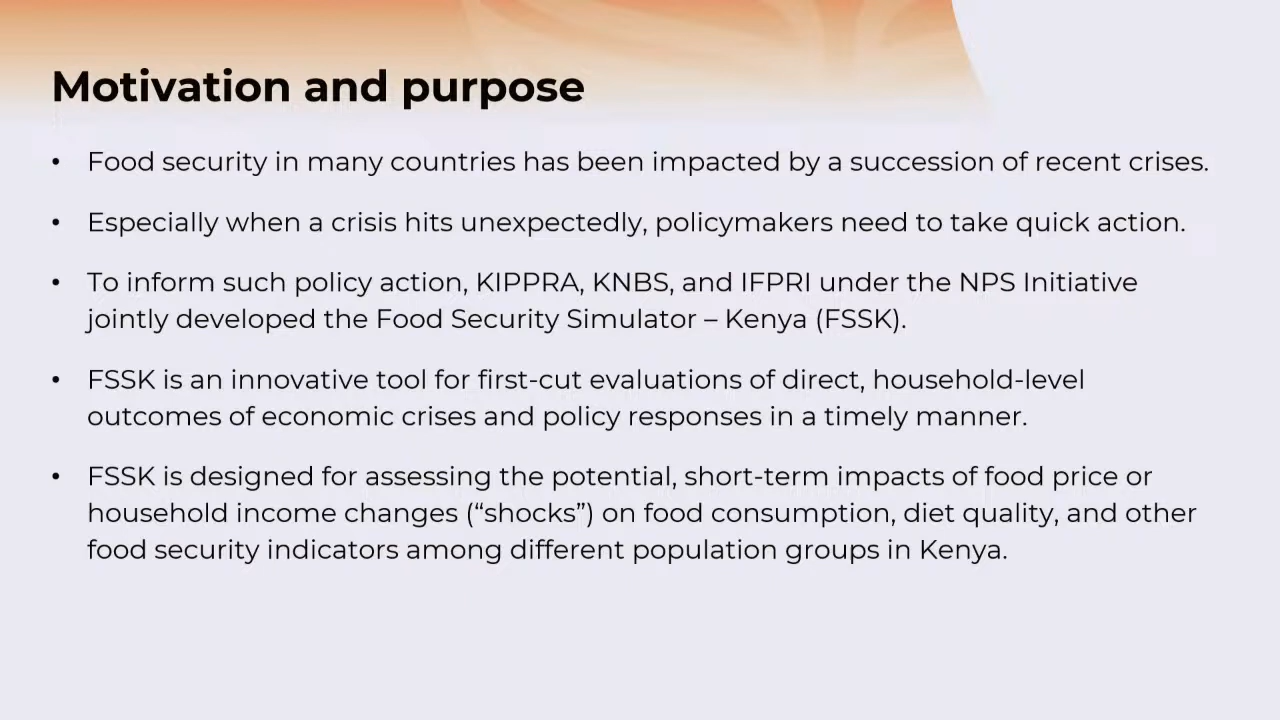 Motivation and purpose
• Food security in many countries has been impacted by a succession of recent crises.
• Especially when a crisis hits unexpectedly, policymakers need to take quick action.
• To inform such policy action, KIPPRA, KNBS, and IFPRI under the NPS Initiative
jointly developed the Food Security Simulator – Kenya (FSSK).
• FSSK is an innovative tool for first-cut evaluations of direct, household-level
outcomes of economic crises and policy responses in a timely manner.
• FSSK is designed for assessing the potential, short-term impacts of food price or
household income changes (“shocks”) on food consumption, diet quality, and other
food security indicators among different population groups in Kenya.